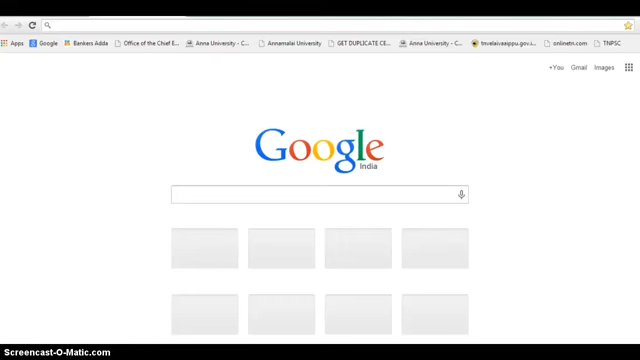 Apps Google Bankers Adda Office of the Chief E... Anna University - C... Annamalai University GET DUPLICATE CE... Anna University - C... tnvelaivaaippu.gov.i... onlinetn.com TNPSC
+You Gmail Images
Google
India
Screencast-O-Matic.com